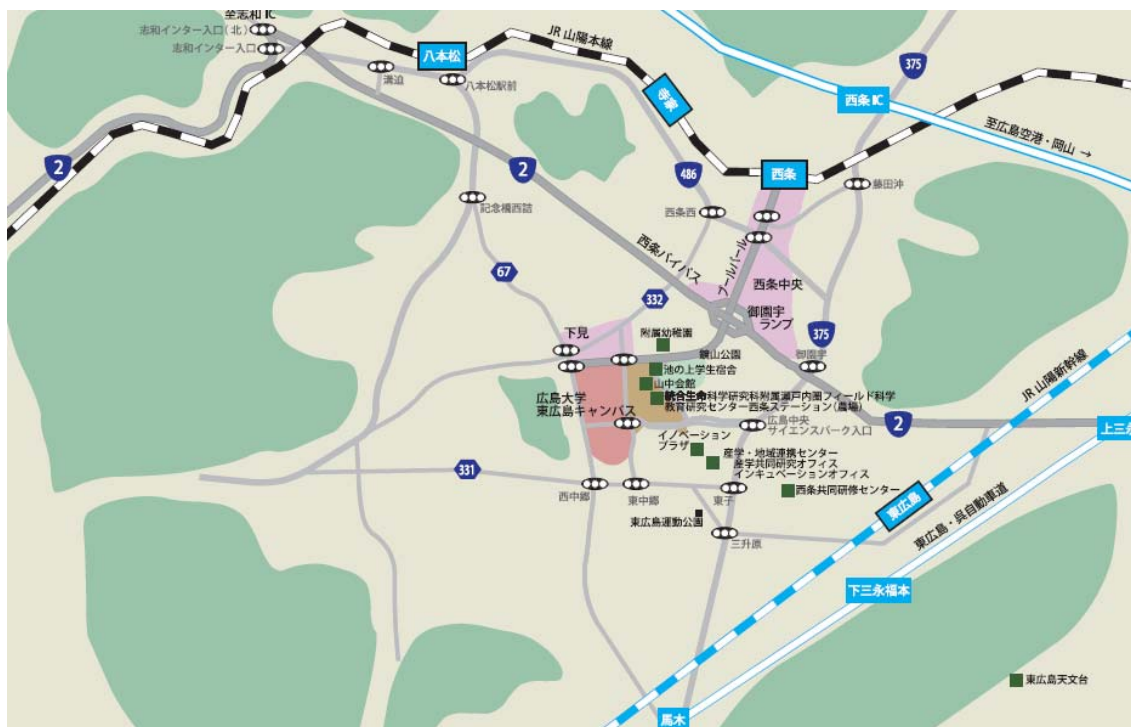 至志和IC
志和インター入口(北)
志和インター入口
溝迫
八本松
八本松駅前
JR山陽本線
寺家
375
西条IC
至広島空港・岡山 →
2
2
486
西条
藤田沖
記念橋西詰
西条西
西条バイパス
ブールバール
西条中央
67
332
御園宇
ランプ
375
下見
附属幼稚園
鏡山公園
御園宇
池の上学生宿舎
山中会館
統合生命科学研究科附属瀬戸内圏フィールド科学
教育研究センター西条ステーション(農場)
広島大学
東広島キャンパス
広島中央
サイエンスパーク入口
2
JR山陽新幹線
上三永
イノベーション
プラザ
産学・地域連携センター
産学共同研究オフィス
インキュベーションオフィス
331
西中郷
東中郷
東子
西条共同研修センター
東広島運動公園
三升原
東広島
東広島・呉自動車道
下三永福本
東広島天文台
馬木